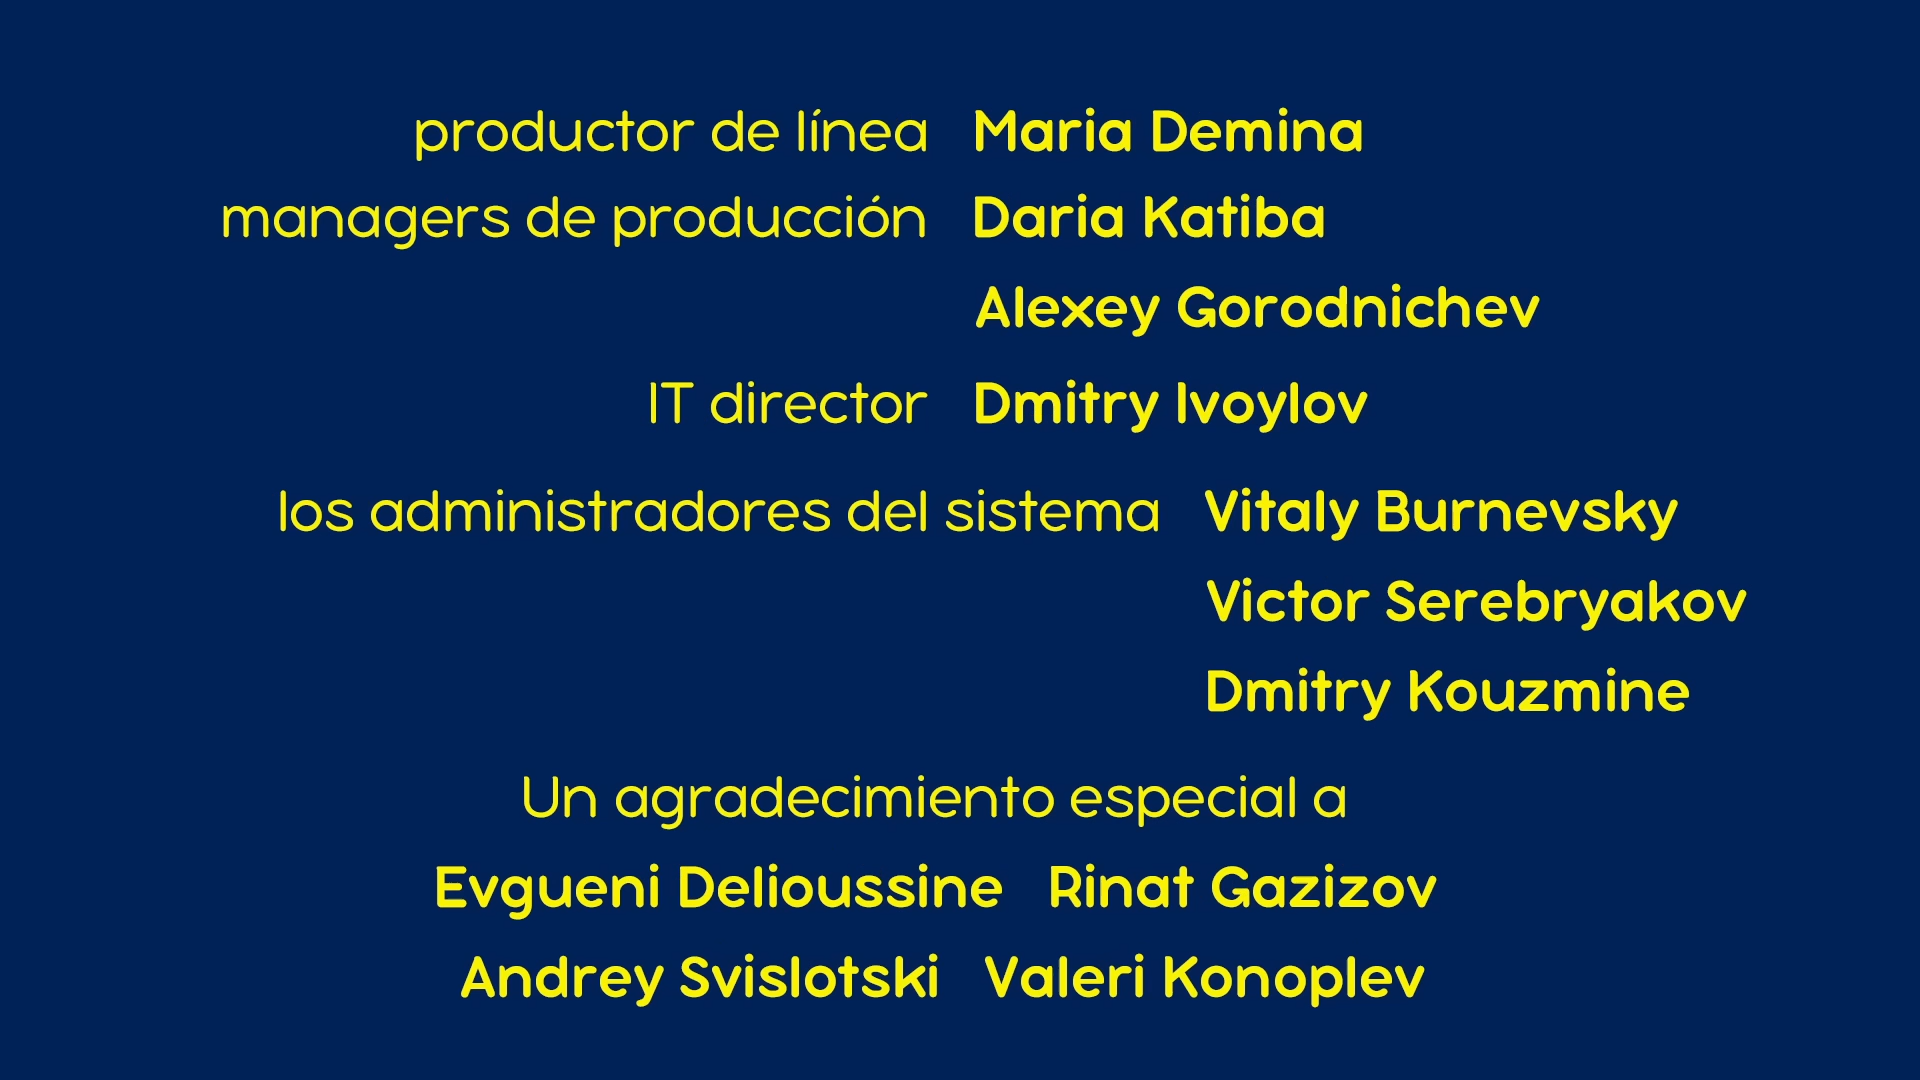 productor de línea Maria Demina
managers de producción Daria Katiba
Alexey Gorodnichev
IT director Dmitry Ivoylov
los administradores del sistema Vitaly Burnevsky
Victor Serebryakov
Dmitry Kouzmine
Un agradecimiento especial a
Evgueni Delioussine Rinat Gazizov
Andrey Svislotski Valeri Konoplev